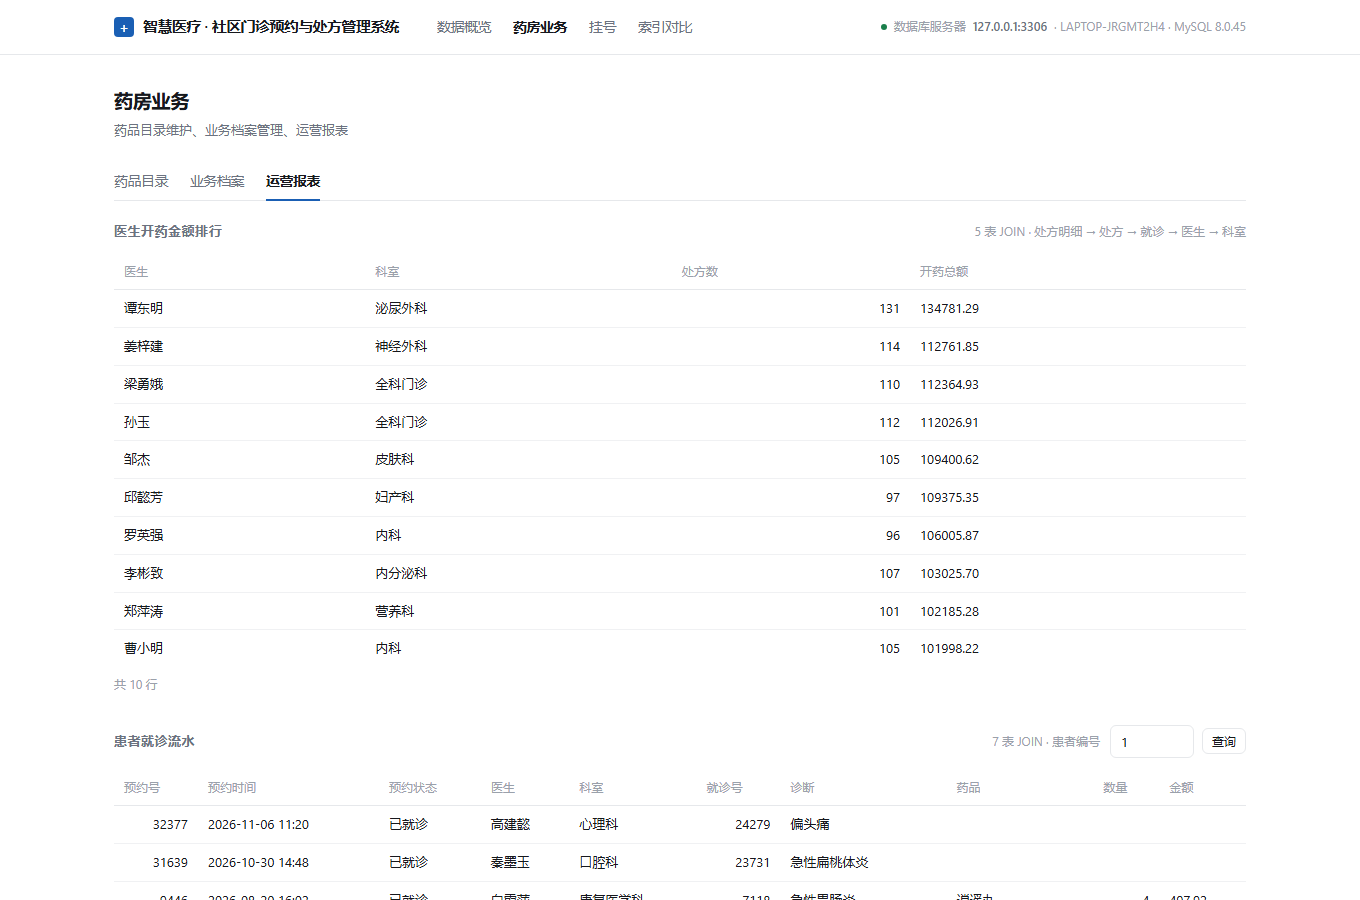 智慧医疗 · 社区门诊预约与处方管理系统 数据概览 药房业务 挂号 索引对比 数据库服务器 127.0.0.1:3306 · LAPTOP-JRGMT2H4 · MySQL 8.0.45
药房业务
药品目录维护、业务档案管理、运营报表
药品目录 业务档案 运营报表
医生开药金额排行 5 表 JOIN · 处方明细 → 处方 → 就诊 → 医生 → 科室
医生 科室 处方数 开药总额
谭东明 泌尿外科 131 134781.29
姜梓建 神经外科 114 112761.85
梁勇娥 全科门诊 110 112364.93
孙玉 全科门诊 112 112026.91
邹杰 皮肤科 105 109400.62
邱懿芳 妇产科 97 109375.35
罗英强 内科 96 106005.87
李彬致 内分泌科 107 103025.70
郑萍涛 营养科 101 102185.28
曹小明 内科 105 101998.22
共 10 行
患者就诊流水 7 表 JOIN · 患者编号 1 查询
预约号 预约时间 预约状态 医生 科室 就诊号 诊断 药品 数量 金额
32377 2026-11-06 11:20 已就诊 高建懿 心理科 24279 偏头痛
31639 2026-10-30 14:48 已就诊 秦墨玉 口腔科 23731 急性扁桃体炎